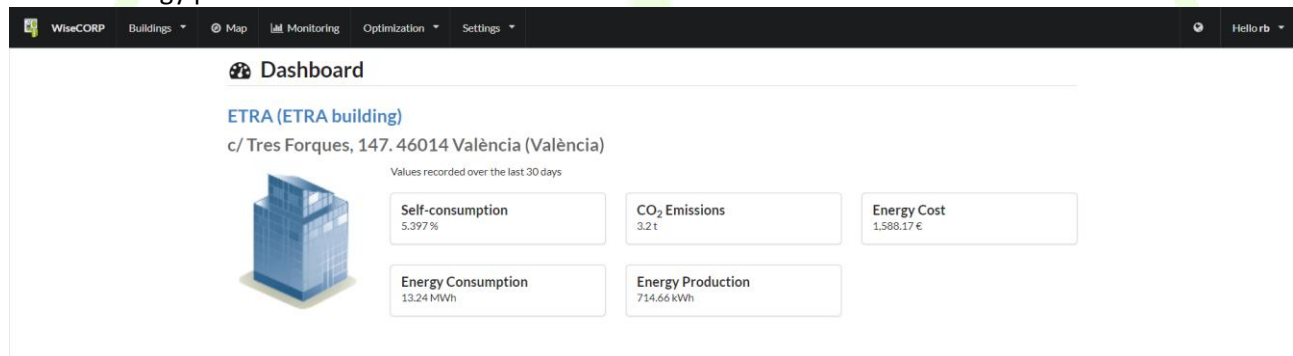 WiseCORP Buildings Map Monitoring Optimization Settings Hello rb
Dashboard
ETRA (ETRA building)
c/ Tres Forques, 147. 46014 València (València)
Values recorded over the last 30 days
Self-consumption
5.397 %
CO2 Emissions
3.2 t
Energy Cost
1,588.17 €
Energy Consumption
13.24 MWh
Energy Production
714.66 kWh